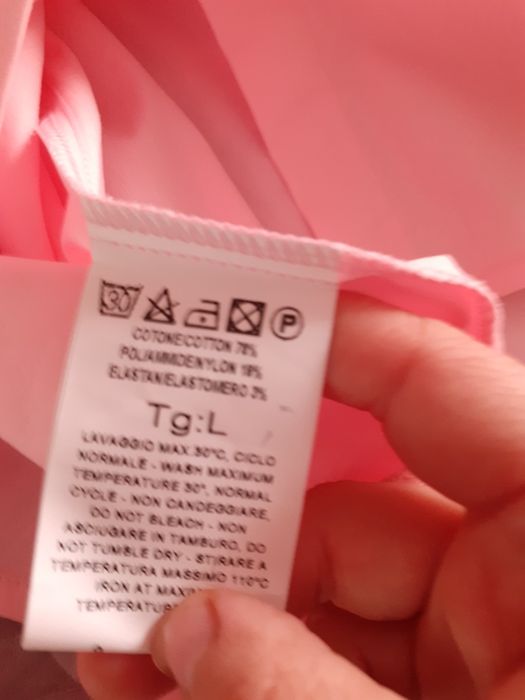 30 P
COTONE/COTTON 78%
POLIAMMIDE/NYLON 19%
ELASTAN/ELASTOMERO 3%
Tg:L
LAVAGGIO MAX.30°C, CICLO
NORMALE - WASH MAXIMUM
TEMPERATURE 30°, NORMAL
CYCLE - NON CANDEGGIARE,
DO NOT BLEACH - NON
ASCIUGARE IN TAMBURO, DO
NOT TUMBLE DRY - STIRARE A
TEMPERATURA MASSIMO 110°C
IRON AT
TEMPERATURE